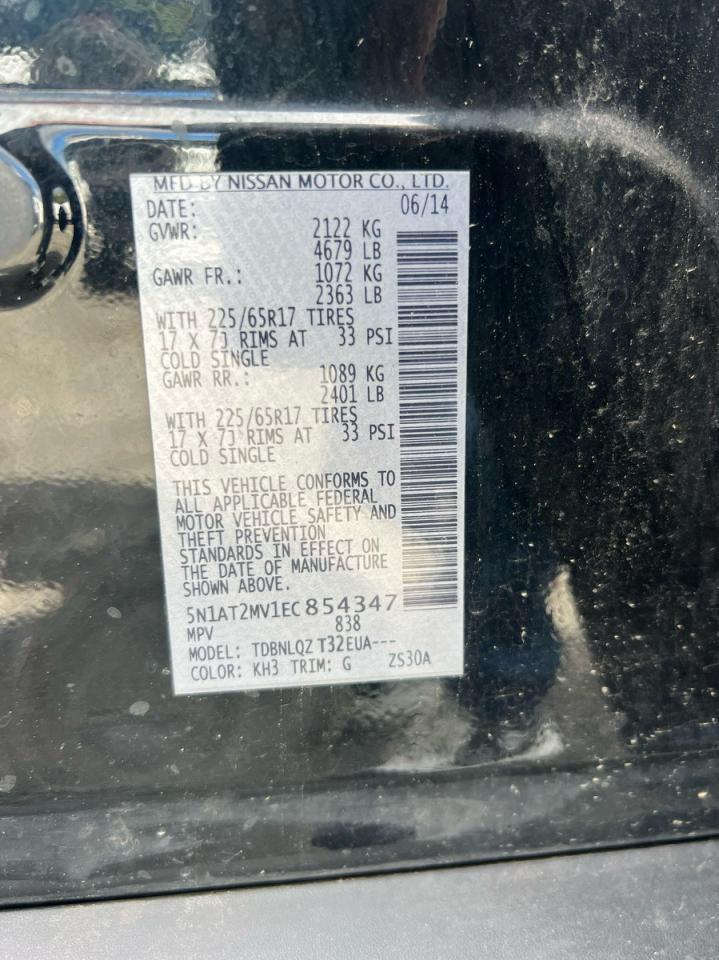 MFD BY NISSAN MOTOR CO., LTD.
DATE: 06/14
GVWR: 2122 KG
4679 LB
GAWR FR.: 1072 KG
2363 LB
WITH 225/65R17 TIRES
17 X 7J RIMS AT 33 PSI
COLD SINGLE
GAWR RR.: 1089 KG
2401 LB
WITH 225/65R17 TIRES
17 X 7J RIMS AT 33 PSI
COLD SINGLE
THIS VEHICLE CONFORMS TO
ALL APPLICABLE FEDERAL
MOTOR VEHICLE SAFETY AND
THEFT PREVENTION
STANDARDS IN EFFECT ON
THE DATE OF MANUFACTURE
SHOWN ABOVE.
5N1AT2MV1EC854347
MPV 838
MODEL: TDBNLQZ T32EUA---
COLOR: KH3 TRIM: G ZS30A